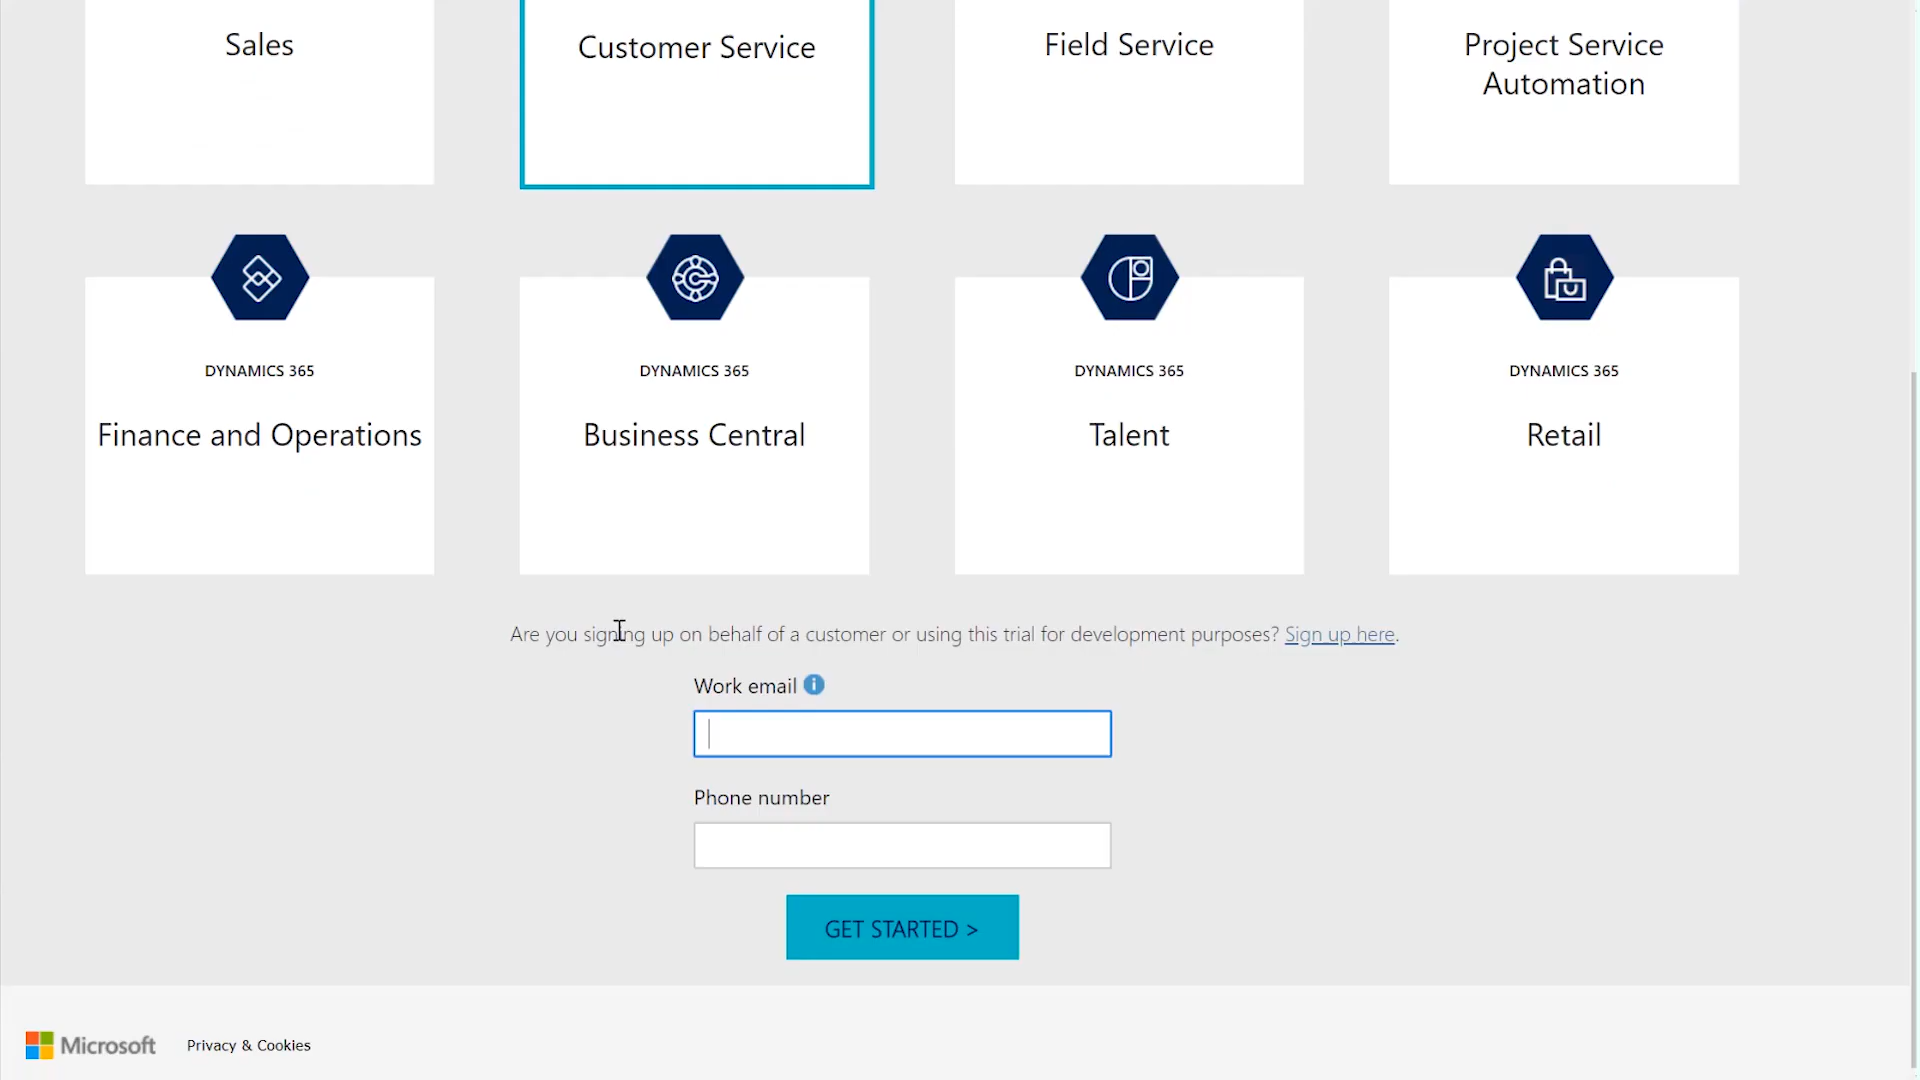 Sales
Customer Service
Field Service
Project Service
Automation
DYNAMICS 365
Finance and Operations
DYNAMICS 365
Business Central
DYNAMICS 365
Talent
DYNAMICS 365
Retail
Are you signing up on behalf of a customer or using this trial for development purposes? Sign up here.
Work email
Phone number
GET STARTED >
Microsoft
Privacy & Cookies